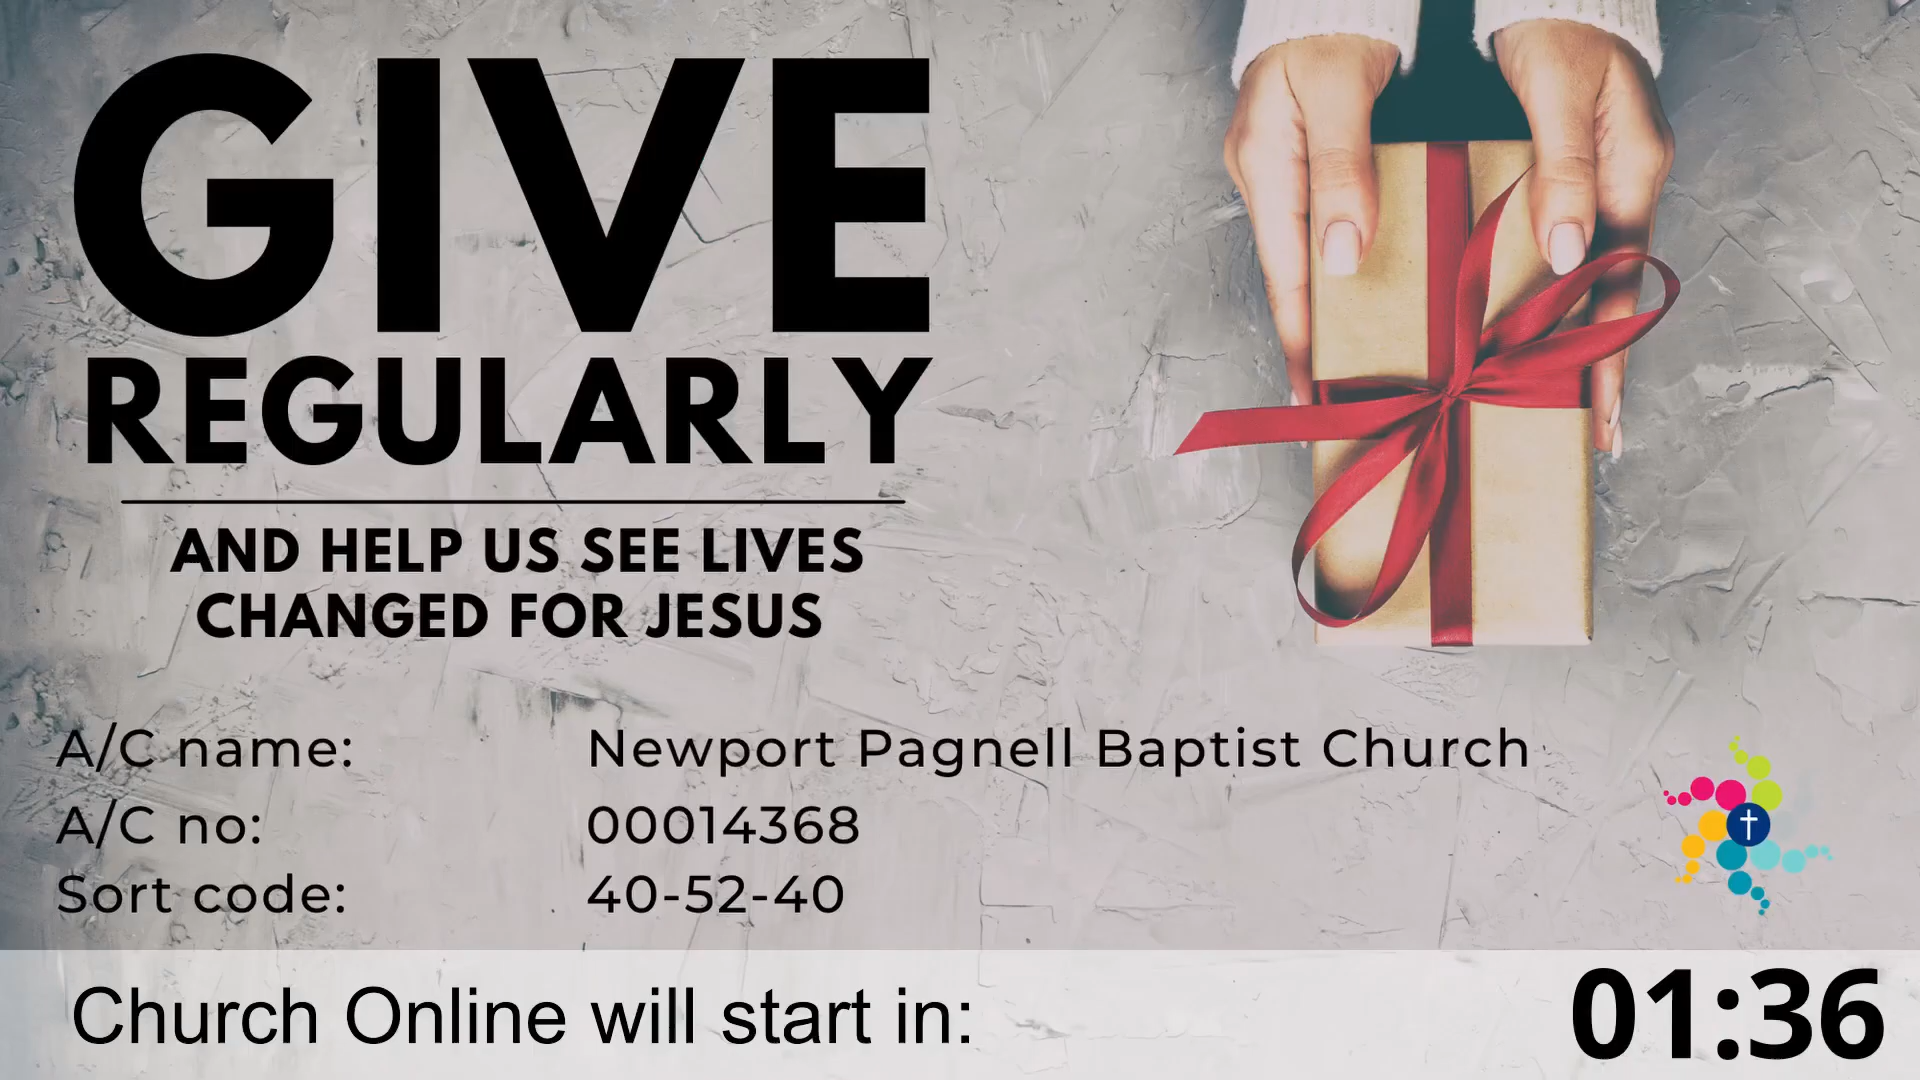 GIVE
REGULARLY
AND HELP US SEE LIVES
CHANGED FOR JESUS
A/C name: Newport Pagnell Baptist Church
A/C no: 00014368
Sort code: 40-52-40
Church Online will start in: 01:36